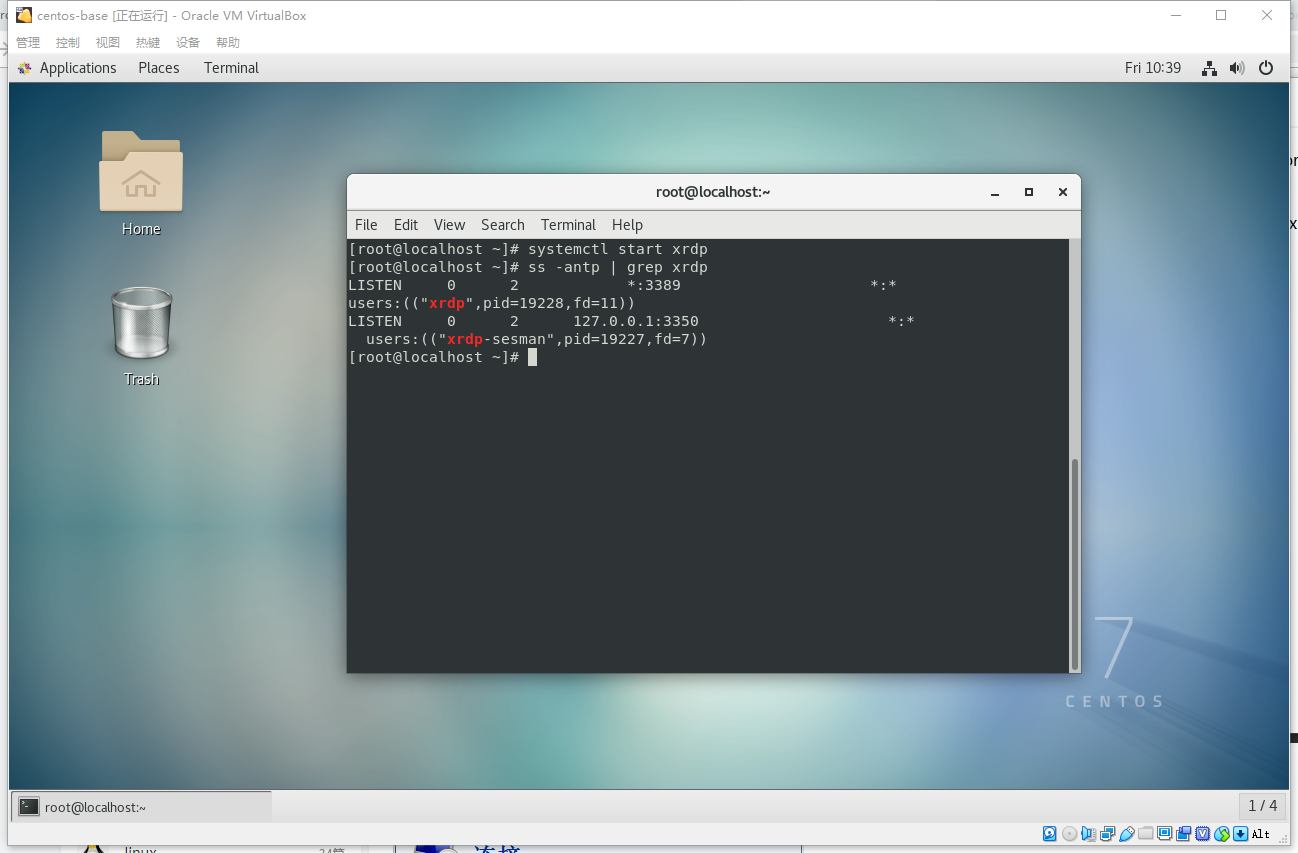 centos-base [正在运行] - Oracle VM VirtualBox
管理 控制 视图 热键 设备 帮助
Applications Places Terminal Fri 10:39
Home
Trash
root@localhost:~
File Edit View Search Terminal Help
[root@localhost ~]# systemctl start xrdp
[root@localhost ~]# ss -antp | grep xrdp
LISTEN     0      2            *:3389                     *:*
users:(("xrdp",pid=19228,fd=11))
LISTEN     0      2      127.0.0.1:3350                     *:*
  users:(("xrdp-sesman",pid=19227,fd=7))
[root@localhost ~]#
7
CENTOS
root@localhost:~ 1 / 4
Alt